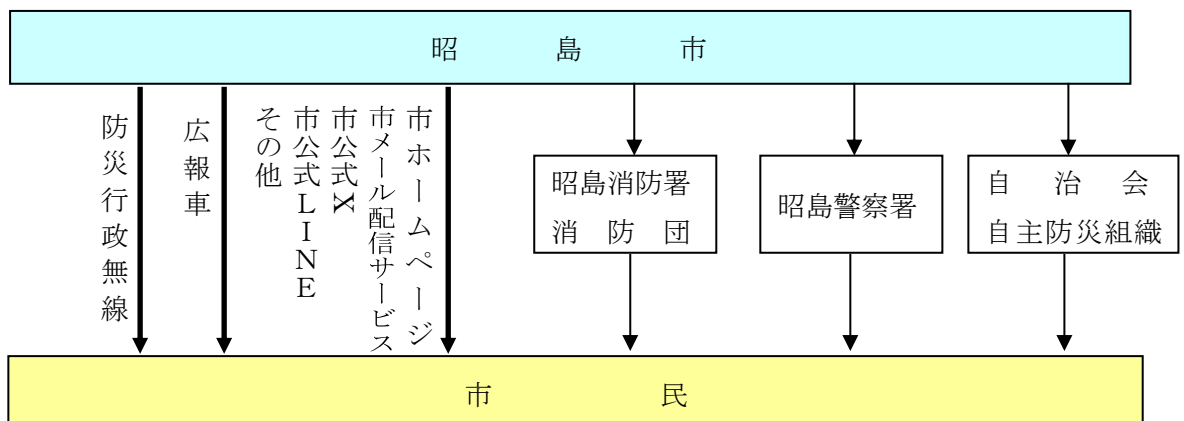 昭島市
防災行政無線
広報車
市ホームページ
市メール配信サービス
市公式X
市公式LINE
その他
昭島消防署
消防団
昭島警察署
自治会
自主防災組織
市民